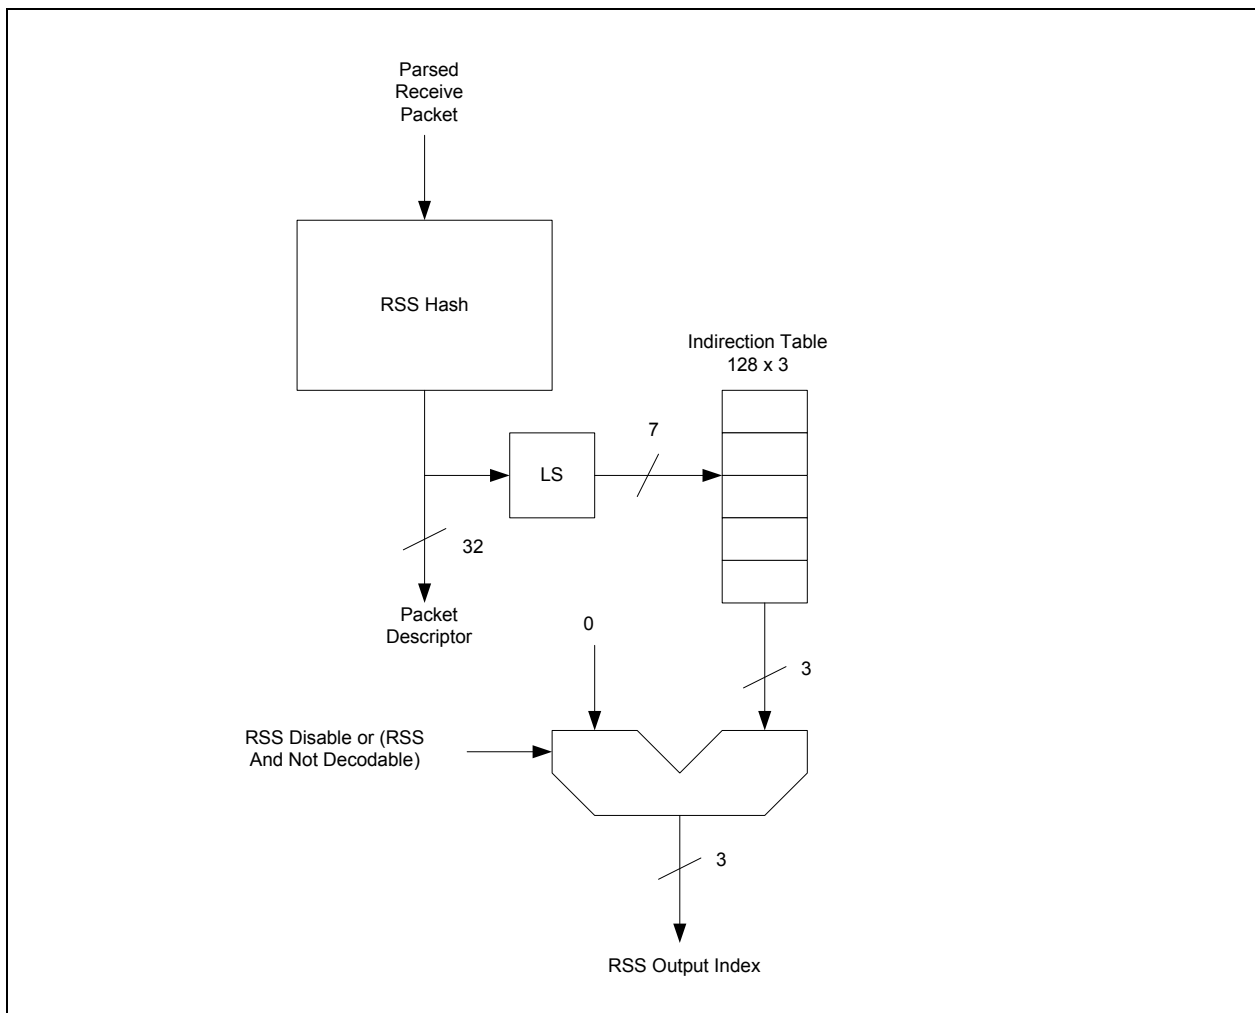 Parsed
Receive
Packet
RSS Hash
Indirection Table
128 x 3
LS
7
32
Packet
Descriptor
0
3
RSS Disable or (RSS
And Not Decodable)
3
RSS Output Index